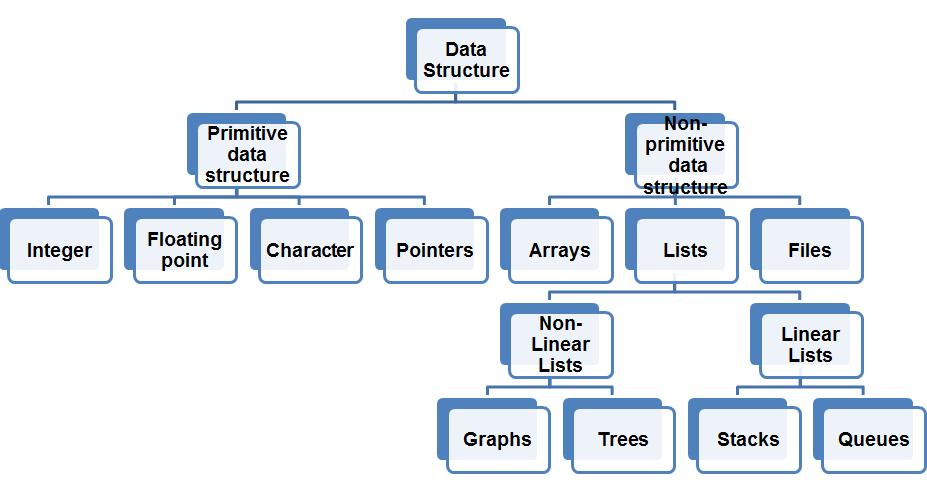 Data
Structure
Primitive
data
structure
Non-
primitive
data
structure
Integer
Floating
point
Character
Pointers
Arrays
Lists
Files
Non-
Linear
Lists
Linear
Lists
Graphs
Trees
Stacks
Queues